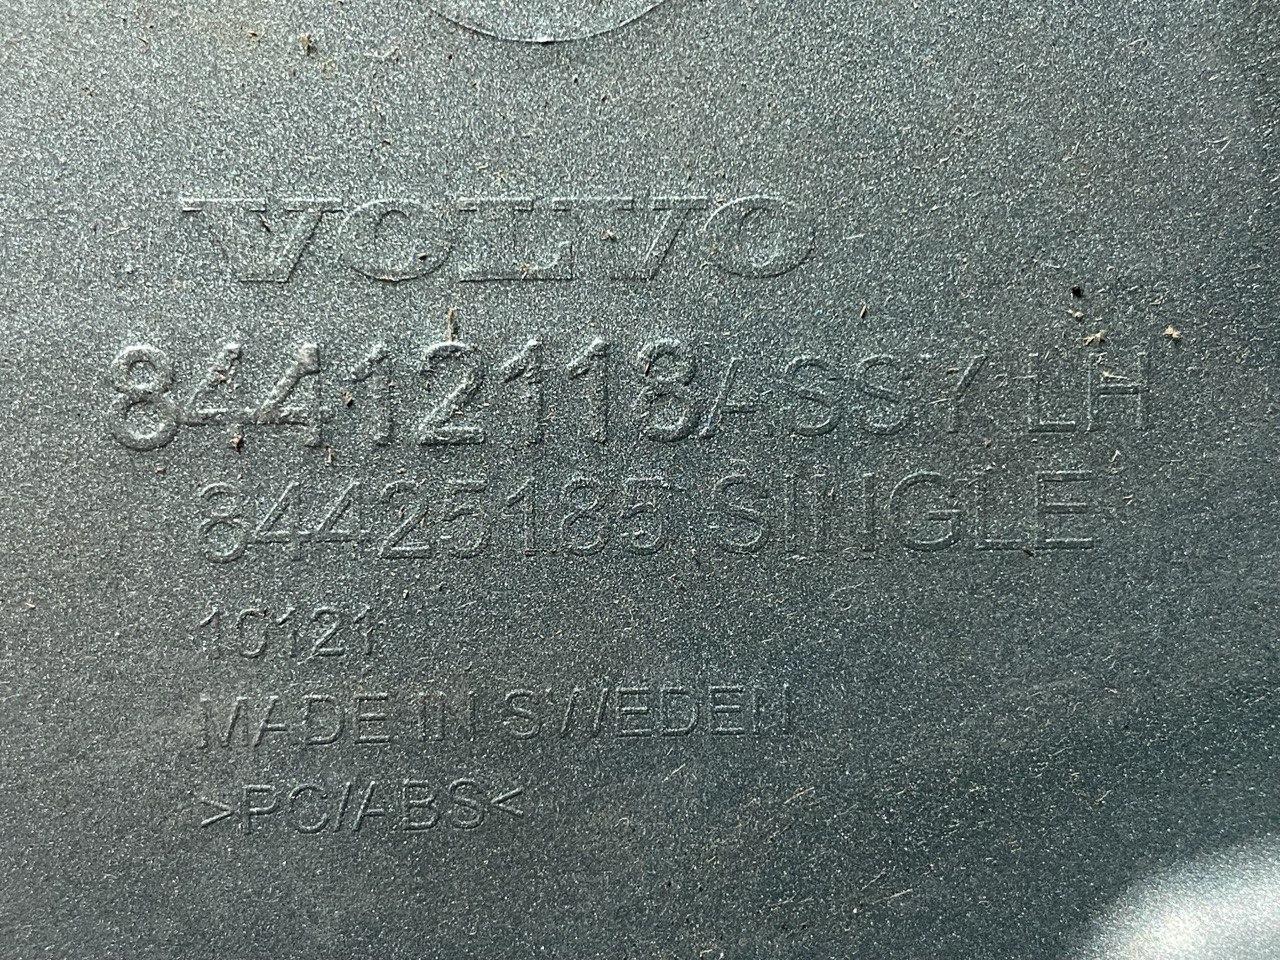 VOLVO
84412118 ASSY LH
84425185 SINGLE
10121
MADE IN SWEDEN
>PC/ABS<